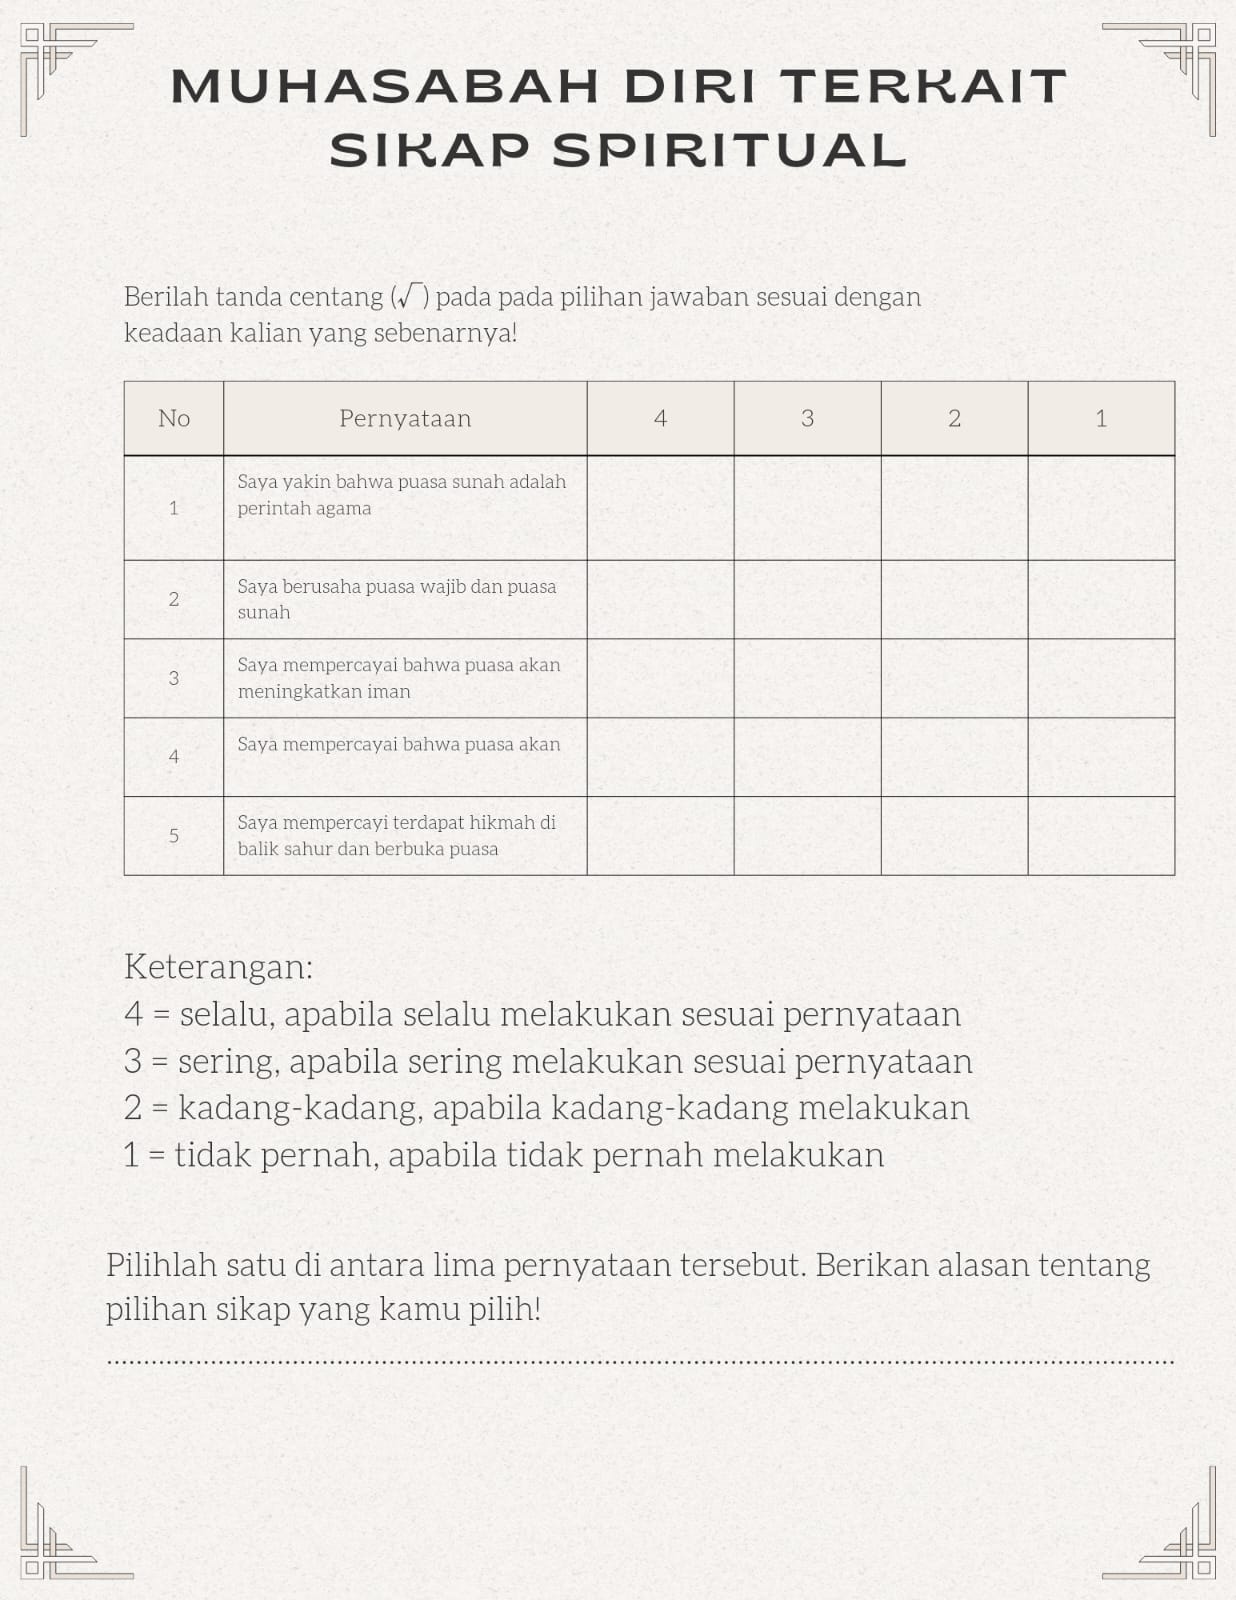 MUHASABAH DIRI TERKAIT
SIKAP SPIRITUAL
Berilah tanda centang (√ ) pada pada pilihan jawaban sesuai dengan
keadaan kalian yang sebenarnya!
No Pernyataan 4 3 2 1
1 Saya yakin bahwa puasa sunah adalah
perintah agama
2 Saya berusaha puasa wajib dan puasa
sunah
3 Saya mempercayai bahwa puasa akan
meningkatkan iman
4 Saya mempercayai bahwa puasa akan
5 Saya mempercayi terdapat hikmah di
balik sahur dan berbuka puasa
Keterangan:
4 = selalu, apabila selalu melakukan sesuai pernyataan
3 = sering, apabila sering melakukan sesuai pernyataan
2 = kadang-kadang, apabila kadang-kadang melakukan
1 = tidak pernah, apabila tidak pernah melakukan
Pilihlah satu di antara lima pernyataan tersebut. Berikan alasan tentang
pilihan sikap yang kamu pilih!
................................................................................................................................................